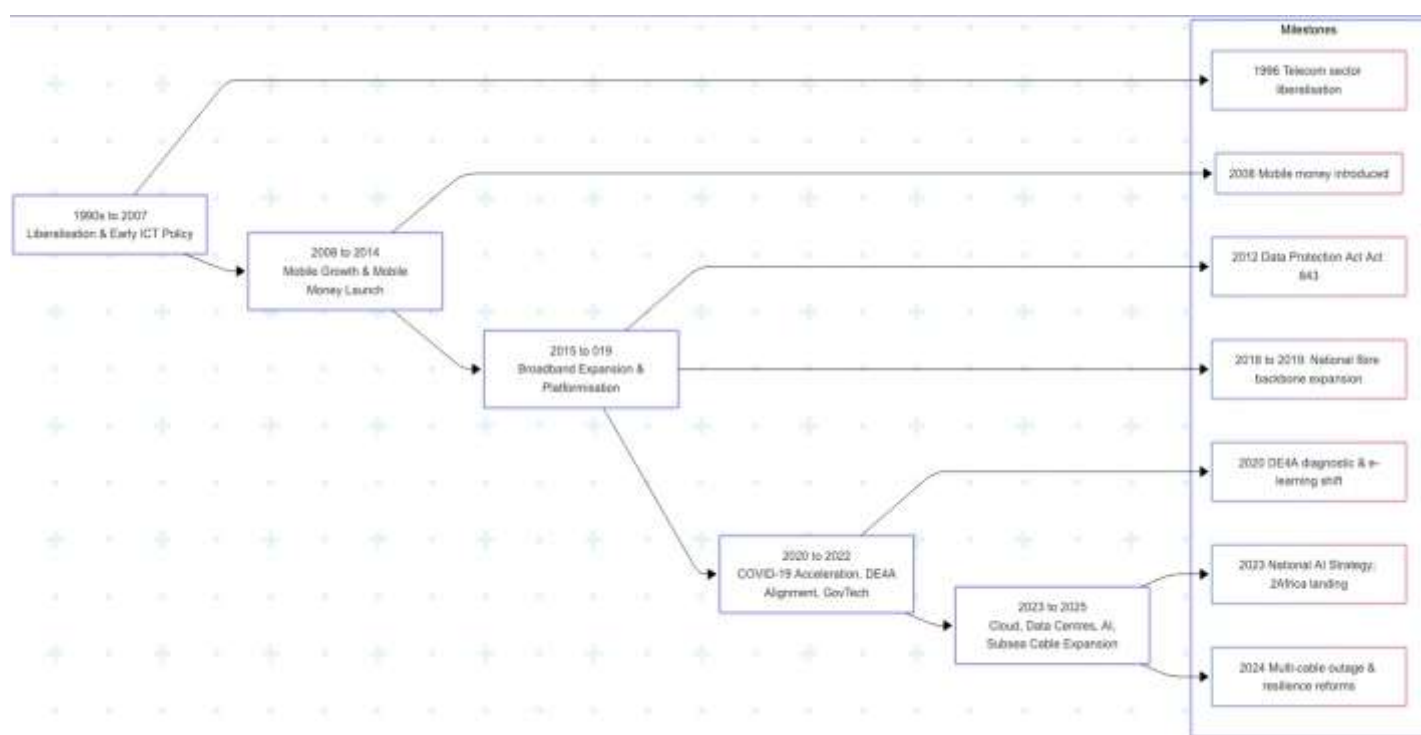 Milestones
1996 Telecom sector
liberalisation
2008 Mobile money introduced
1990s to 2007
Liberalisation & Early ICT Policy
2008 to 2014
Mobile Growth & Mobile
Money Launch
2012 Data Protection Act Act
843
2015 to 019
Broadband Expansion &
Platformisation
2018 to 2019 National fibre
backbone expansion
2020 DE4A diagnostic & e-
learning shift
2020 to 2022
COVID-19 Acceleration, DE4A
Alignment, GovTech
2023 National AI Strategy;
2Africa landing
2023 to 2025
Cloud, Data Centres, AI,
Subsea Cable Expansion
2024 Multi-cable outage &
resilience reforms